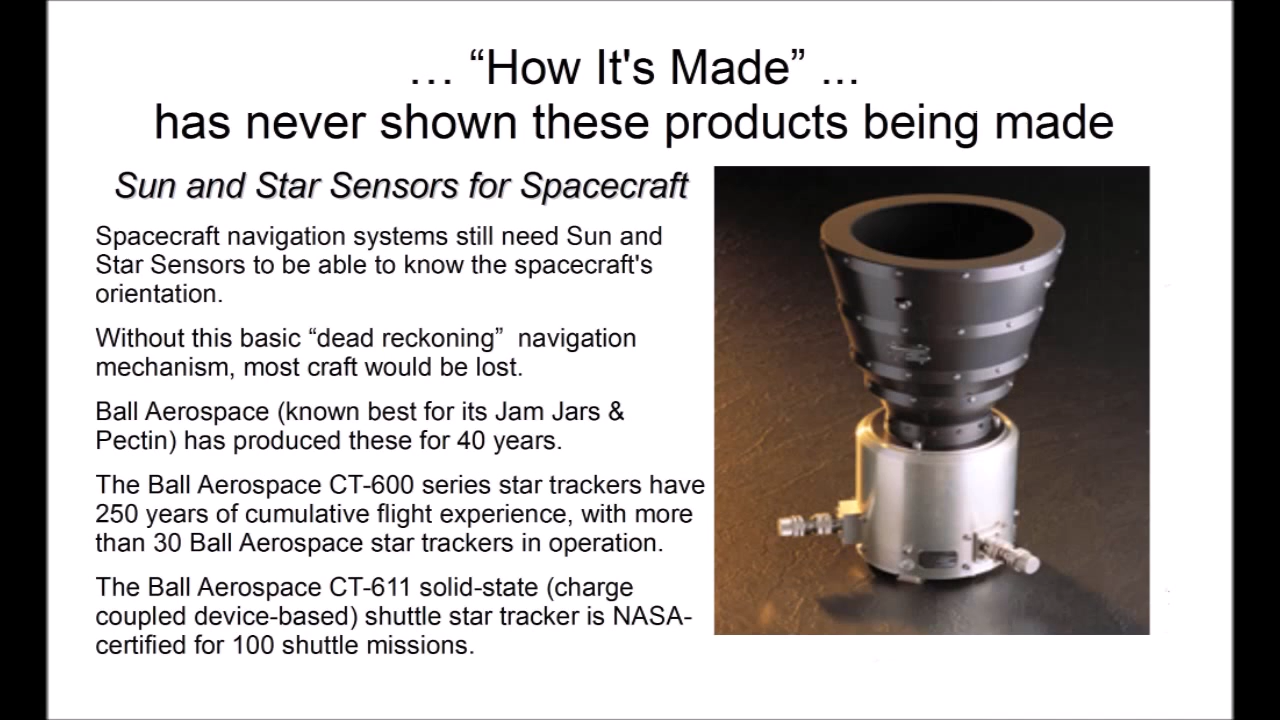 … “How It's Made” ...
has never shown these products being made
Sun and Star Sensors for Spacecraft
Spacecraft navigation systems still need Sun and
Star Sensors to be able to know the spacecraft's
orientation.
Without this basic “dead reckoning”  navigation
mechanism, most craft would be lost.
Ball Aerospace (known best for its Jam Jars &
Pectin) has produced these for 40 years.
The Ball Aerospace CT-600 series star trackers have
250 years of cumulative flight experience, with more
than 30 Ball Aerospace star trackers in operation.
The Ball Aerospace CT-611 solid-state (charge
coupled device-based) shuttle star tracker is NASA-
certified for 100 shuttle missions.